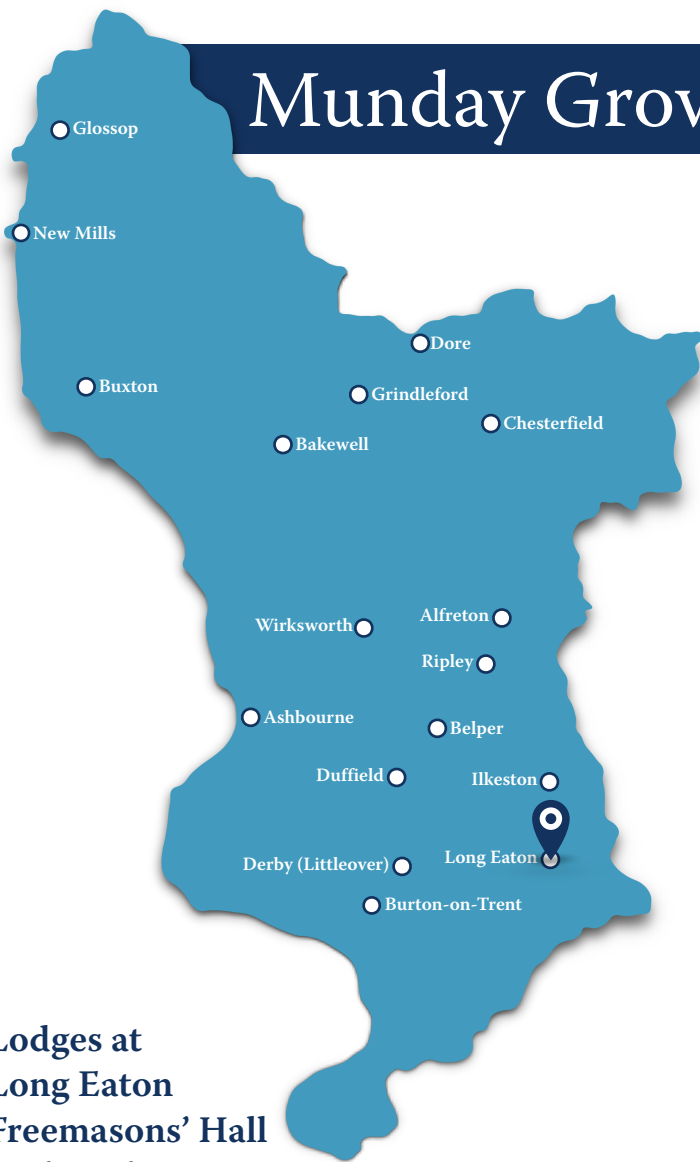 Munday Grov
Glossop
New Mills
Dore
Buxton
Grindleford
Chesterfield
Bakewell
Alfreton
Wirksworth
Ripley
Ashbourne
Belper
Duffield
Ilkeston
Long Eaton
Derby (Littleover)
Burton-on-Trent
Lodges at
Long Eaton
Freemasons’ Hall